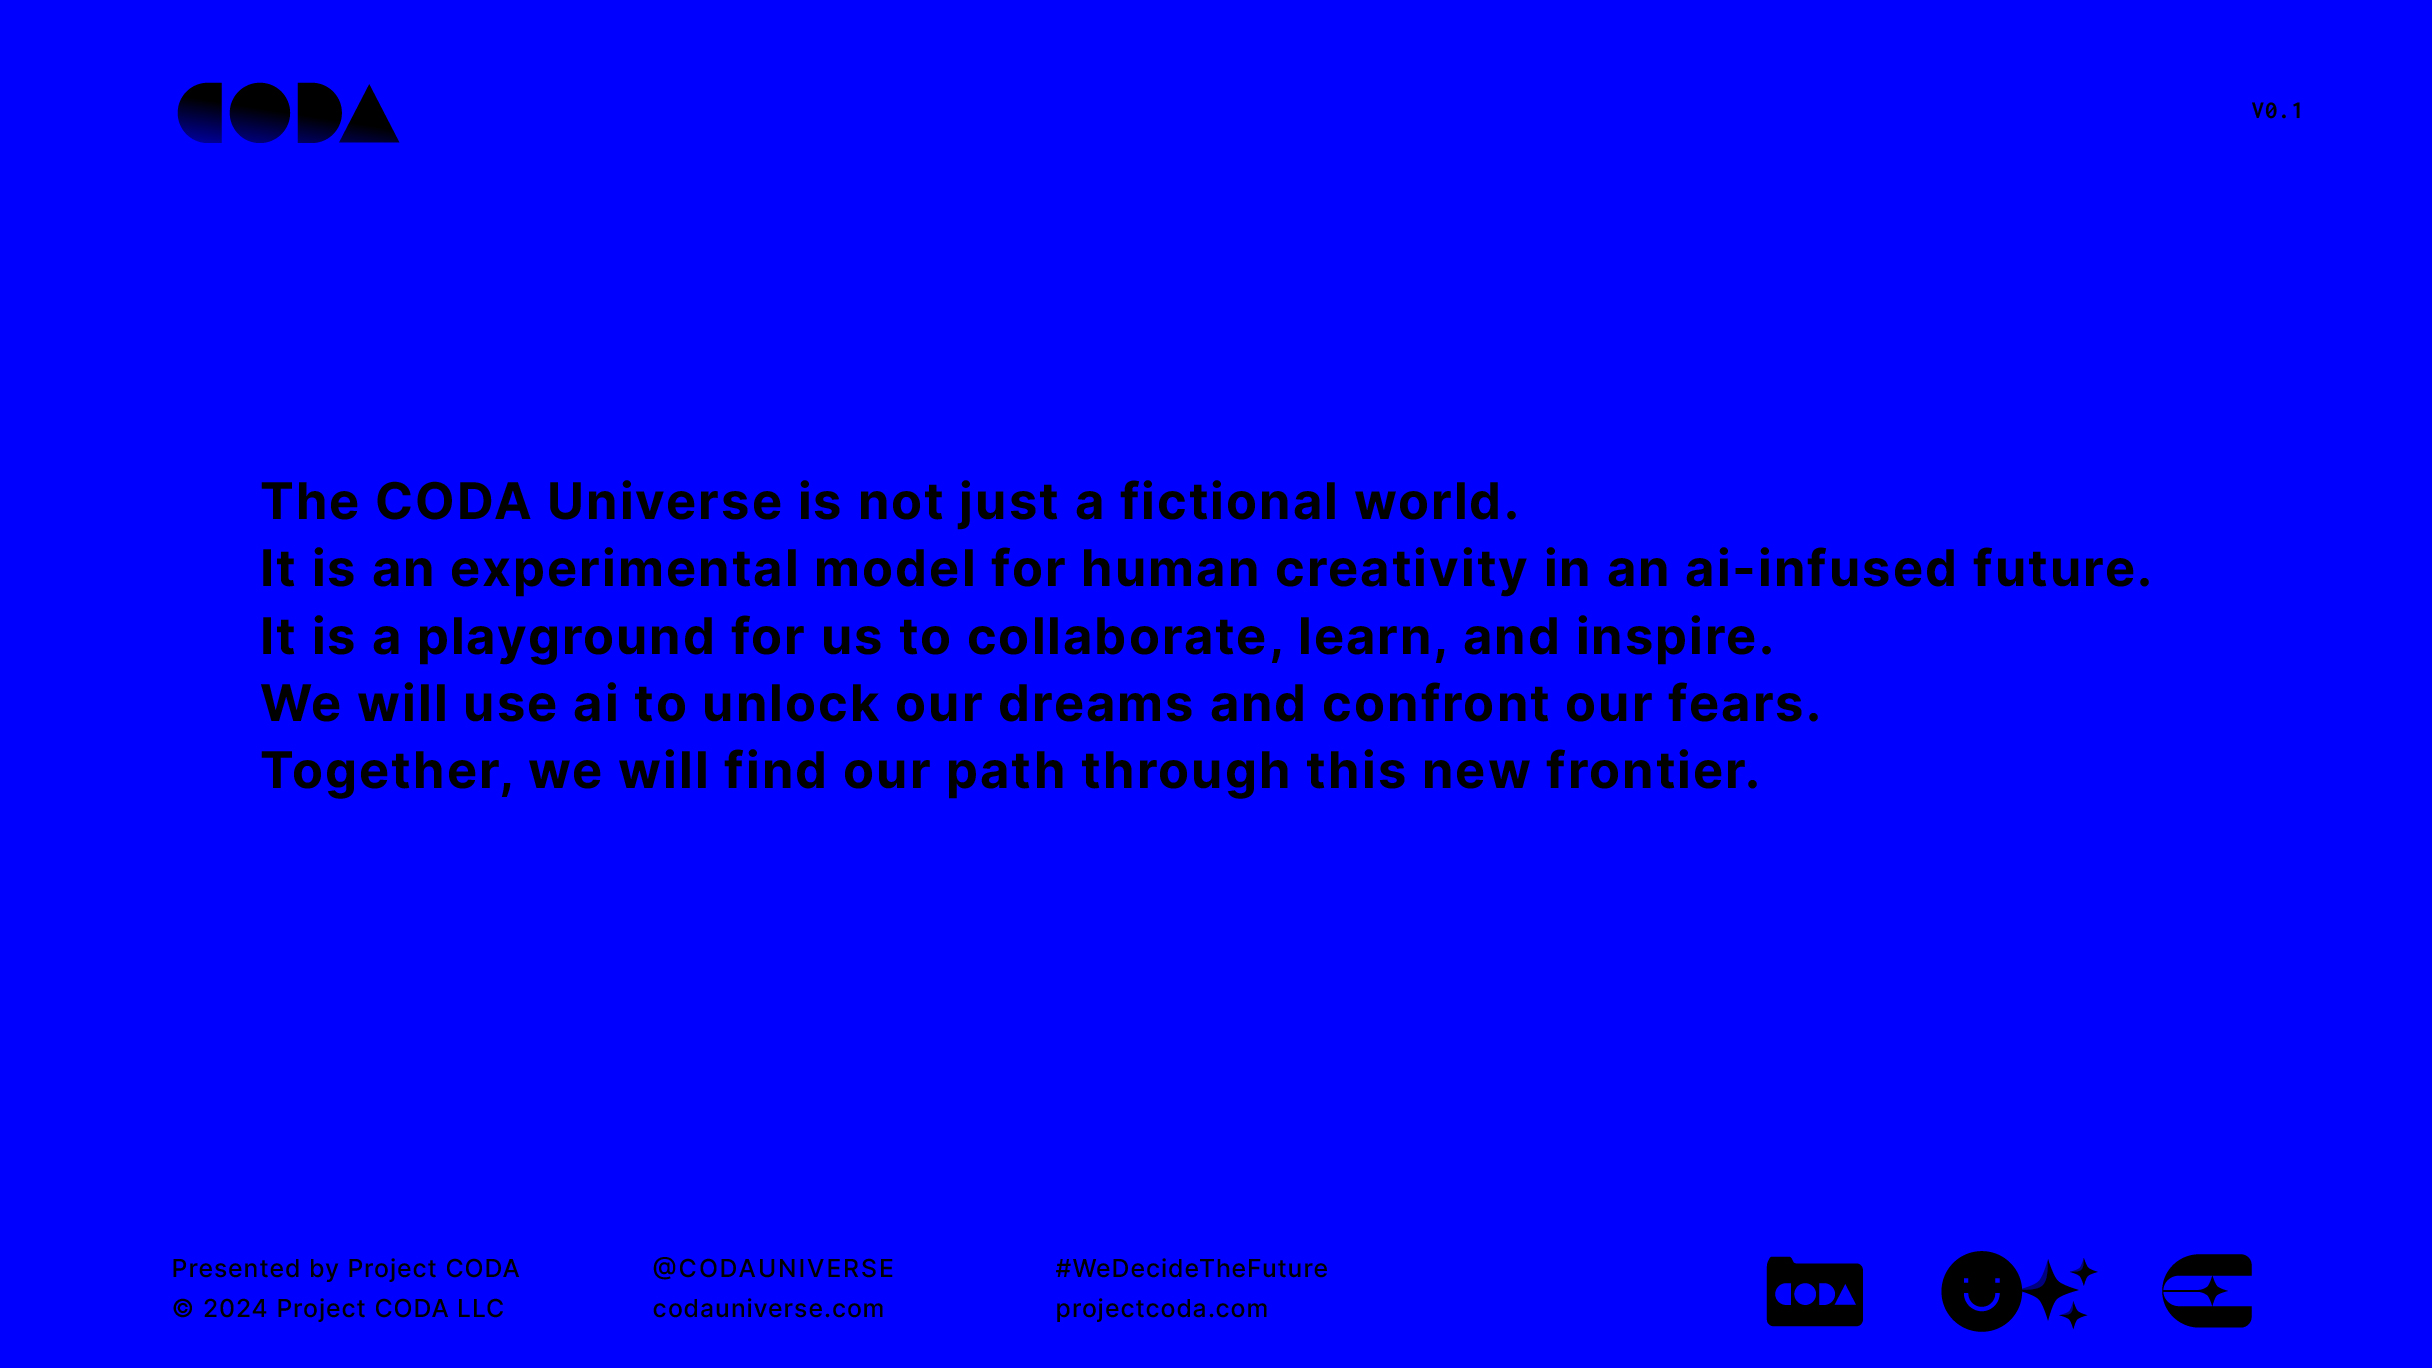 CODA
V0.1
The CODA Universe is not just a fictional world.
It is an experimental model for human creativity in an ai-infused future.
It is a playground for us to collaborate, learn, and inspire.
We will use ai to unlock our dreams and confront our fears.
Together, we will find our path through this new frontier.
Presented by Project CODA
© 2024 Project CODA LLC
@CODAUNIVERSE
codauniverse.com
#WeDecideTheFuture
projectcoda.com
CODA